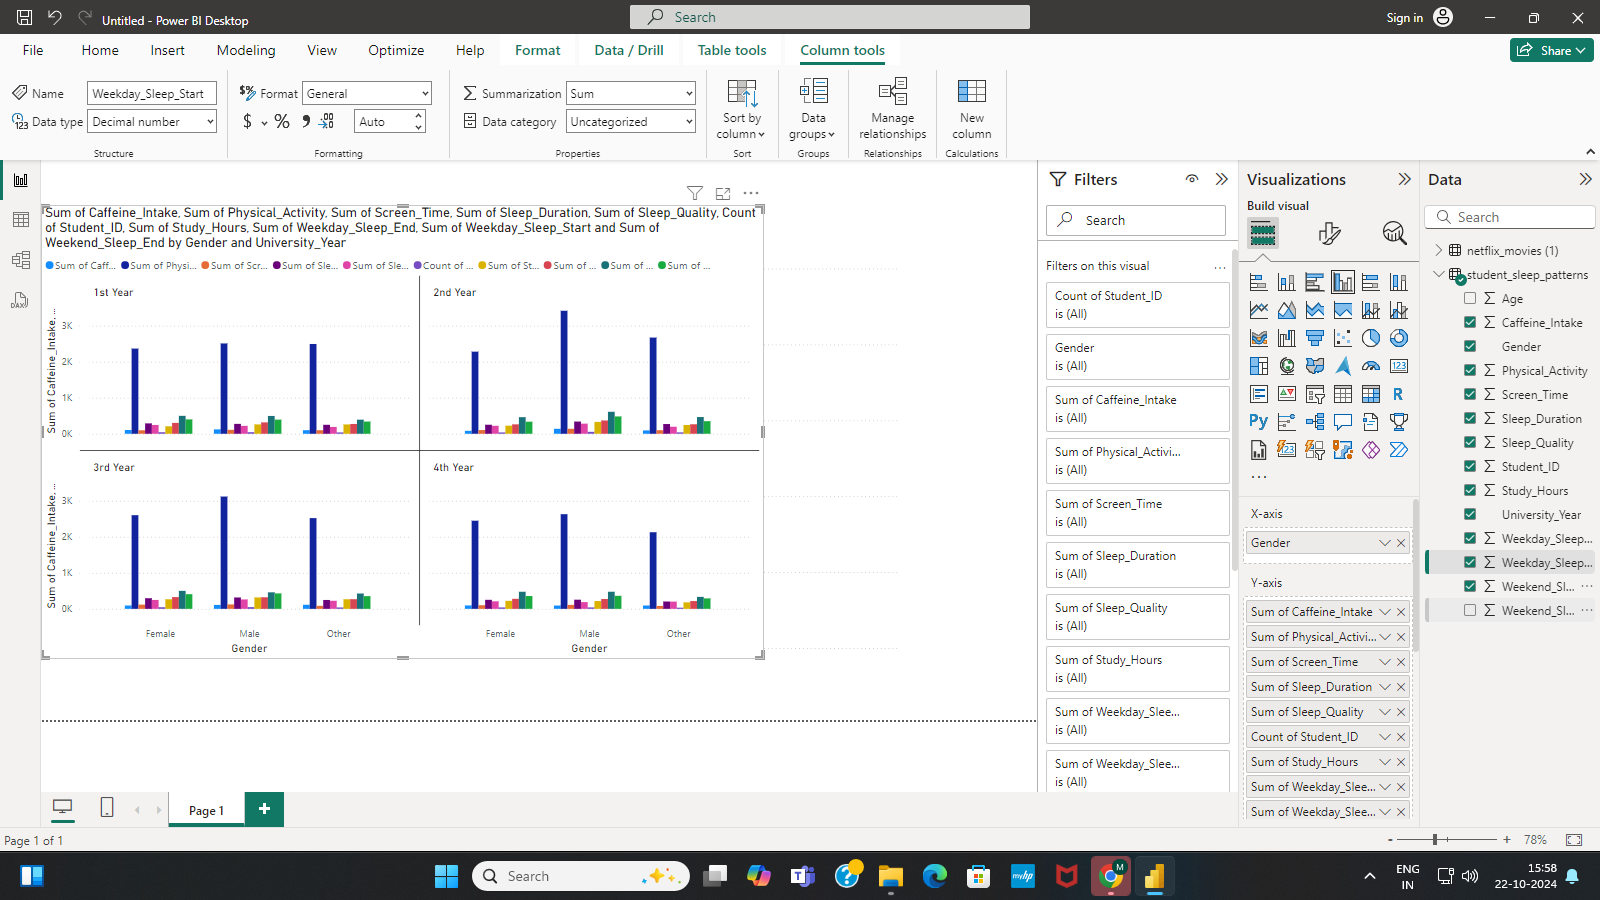 Untitled - Power BI Desktop
Search
Sign in
File
Home
Insert
Modeling
View
Optimize
Help
Format
Data / Drill
Table tools
Column tools
Share
Name
Weekday_Sleep_Start
Data type
Decimal number
Structure
Format
General
$
%
Auto
Formatting
Summarization
Sum
Data category
Uncategorized
Properties
Sort by
column
Sort
Data
groups
Groups
Manage
relationships
Relationships
New
column
Calculations
Sum of Caffeine_Intake, Sum of Physical_Activity, Sum of Screen_Time, Sum of Sleep_Duration, Sum of Sleep_Quality, Count
of Student_ID, Sum of Study_Hours, Sum of Weekday_Sleep_End, Sum of Weekday_Sleep_Start and Sum of
Weekend_Sleep_End by Gender and University_Year
Sum of Caff... Sum of Physi... Sum of Scr... Sum of Sle... Sum of Sle... Count of ... Sum of St... Sum of ... Sum of ... Sum of ...
1st Year
2nd Year
Sum of Caffeine_Intake, ...
3K
2K
1K
0K
3rd Year
4th Year
Sum of Caffeine_Intake, ...
3K
2K
1K
0K
Female
Male
Other
Female
Male
Other
Gender
Gender
Filters
Search
Filters on this visual
Count of Student_ID
is (All)
Gender
is (All)
Sum of Caffeine_Intake
is (All)
Sum of Physical_Activi...
is (All)
Sum of Screen_Time
is (All)
Sum of Sleep_Duration
is (All)
Sum of Sleep_Quality
is (All)
Sum of Study_Hours
is (All)
Sum of Weekday_Slee...
is (All)
Sum of Weekday_Slee...
is (All)
Visualizations
Build visual
X-axis
Gender
Y-axis
Sum of Caffeine_Intake
Sum of Physical_Activi...
Sum of Screen_Time
Sum of Sleep_Duration
Sum of Sleep_Quality
Count of Student_ID
Sum of Study_Hours
Sum of Weekday_Slee...
Sum of Weekday_Slee...
Data
Search
netflix_movies (1)
student_sleep_patterns
Age
Caffeine_Intake
Gender
Physical_Activity
Screen_Time
Sleep_Duration
Sleep_Quality
Student_ID
Study_Hours
University_Year
Weekday_Sleep...
Weekday_Sleep...
Weekend_Sl...
Weekend_Sl...
Page 1
Page 1 of 1
78%
Search
ENG
IN
15:58
22-10-2024